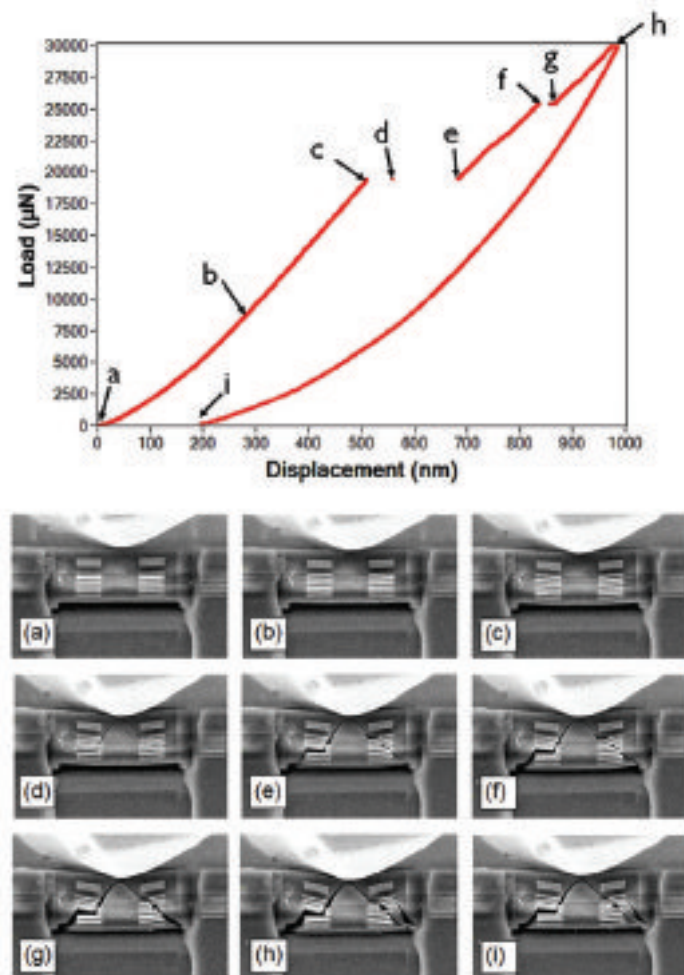 h
30000
27500
g
f
25000
22500
d
e
c
20000
17500
15000
12500
b
10000
7500
5000
a
i
2500
0
0 100 200 300 400 500 600 700 800 900 1000
Load (µN)
Displacement (nm)
(a) (b) (c)
(d) (e) (f)
(g) (h) (i)